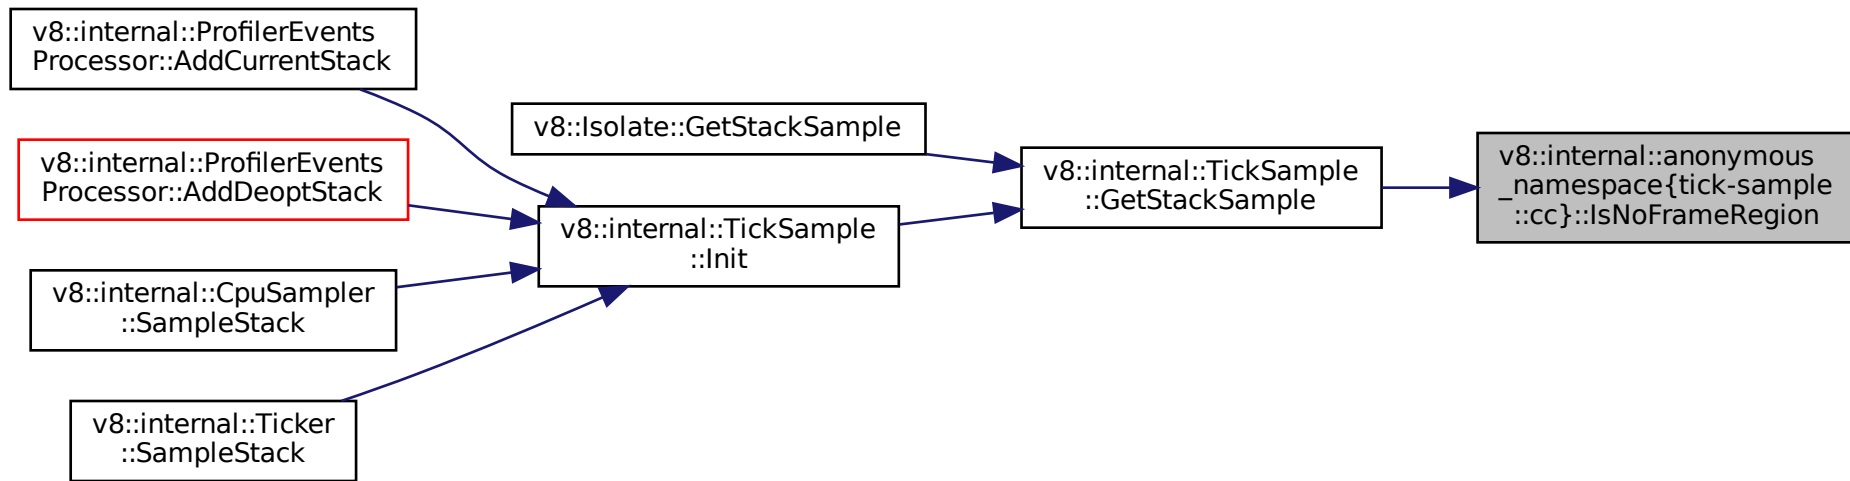 v8::internal::ProfilerEvents
Processor::AddCurrentStack
v8::internal::ProfilerEvents
Processor::AddDeoptStack
v8::internal::CpuSampler
::SampleStack
v8::internal::Ticker
::SampleStack
v8::Isolate::GetStackSample
v8::internal::TickSample
::Init
v8::internal::TickSample
::GetStackSample
v8::internal::anonymous
_namespace{tick-sample
::cc}::IsNoFrameRegion